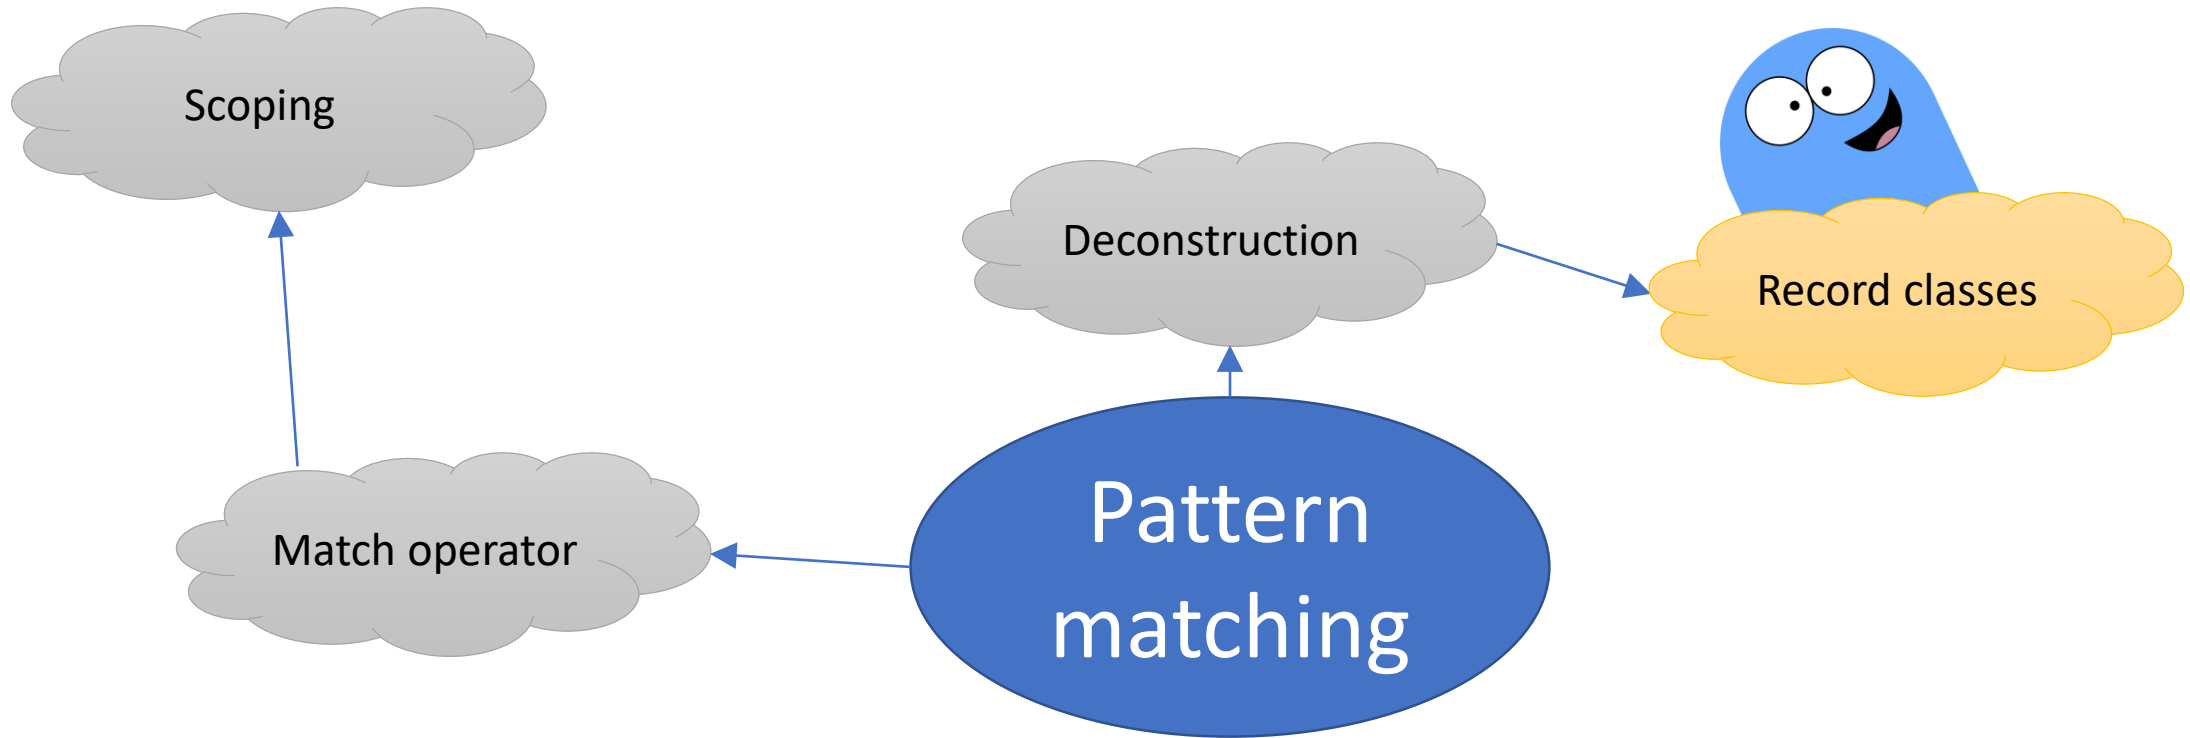 Scoping
Deconstruction
Record classes
Match operator
Pattern
matching